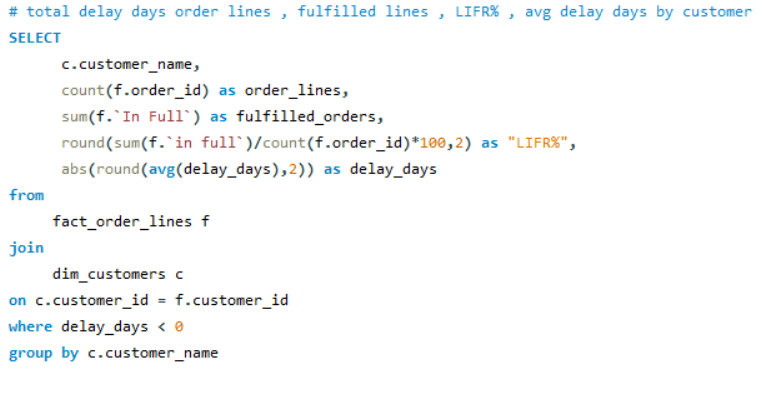 # total delay days order lines , fulfilled lines , LIFR% , avg delay days by customer
SELECT
c.customer_name,
count(f.order_id) as order_lines,
sum(f.`In Full`) as fulfilled_orders,
round(sum(f.`in full`)/count(f.order_id)*100,2) as "LIFR%",
abs(round(avg(delay_days),2)) as delay_days
from
fact_order_lines f
join
dim_customers c
on c.customer_id = f.customer_id
where delay_days < 0
group by c.customer_name